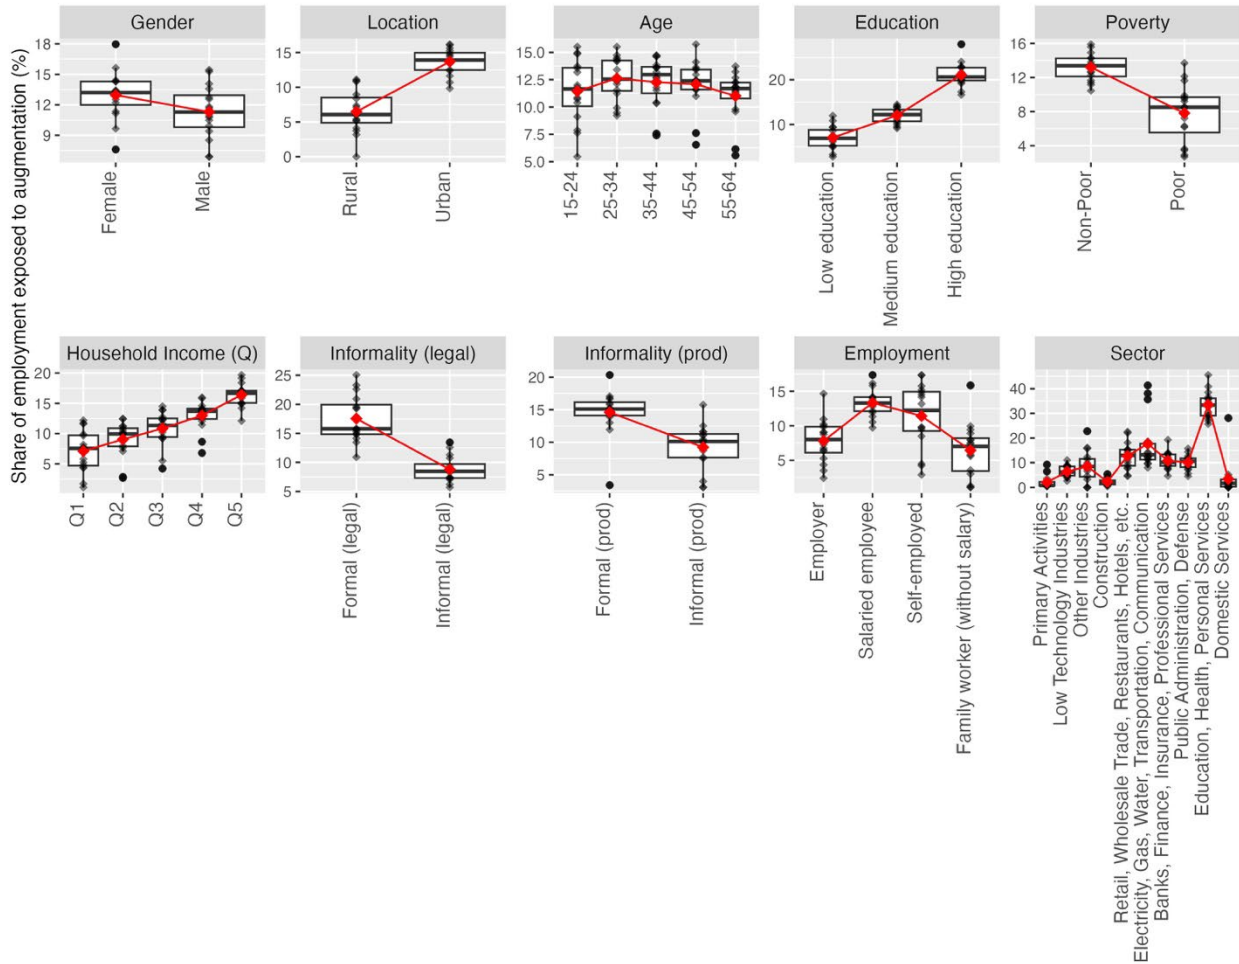 Share of employment exposed to augmentation (%)
Gender
18
15
12
9
Female
Male
Location
15
10
5
0
Rural
Urban
Age
15.0
12.5
10.0
7.5
5.0
15-24
25-34
35-44
45-54
55-64
Education
20
10
Low education
Medium education
High education
Poverty
16
12
8
4
Non-Poor
Poor
Household Income (Q)
20
15
10
5
Q1
Q2
Q3
Q4
Q5
Informality (legal)
25
20
15
10
5
Formal (legal)
Informal (legal)
Informality (prod)
20
15
10
5
Formal (prod)
Informal (prod)
Employment
15
10
5
Employer
Salaried employee
Self-employed
Family worker (without salary)
Sector
40
30
20
10
0
Primary Activities
Low Technology Industries
Other Industries
Construction
Retail, Wholesale Trade, Restaurants, Hotels, etc.
Electricity, Gas, Water, Transportation, Communication
Banks, Finance, Insurance, Professional Services
Public Administration, Defense
Education, Health, Personal Services
Domestic Services